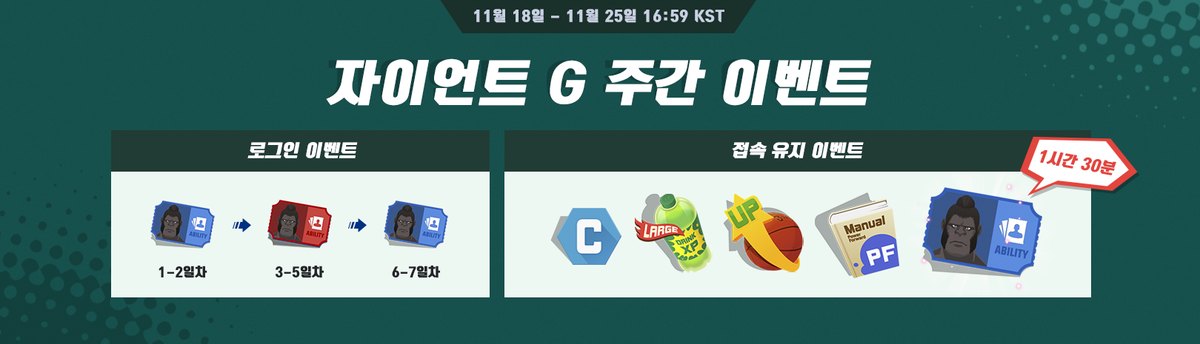 11월 18일 – 11월 25일 16:59 KST
자이언트 G 주간 이벤트
로그인 이벤트
ABILITY
ABILITY
ABILITY
1-2일차
3-5일차
6-7일차
접속 유지 이벤트
1시간 30분
C
LARGE
DRINK
XP
UP
Manual
Power
forward
PF
ABILITY